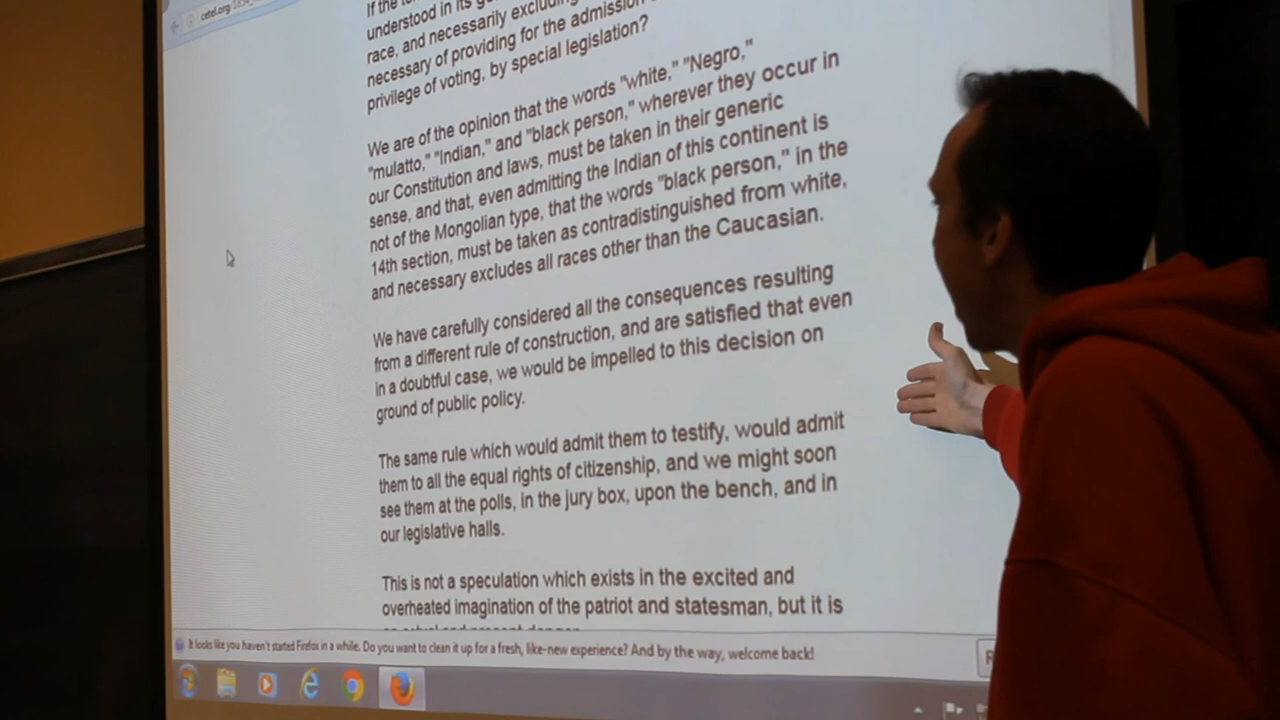 cetel.org/1854_
If the
understood in its
race, and necessarily excluding
necessary of providing for the admission
privilege of voting, by special legislation?
We are of the opinion that the words "white," "Negro,"
"mulatto," "Indian," and "black person," wherever they occur in
our Constitution and laws, must be taken in their generic
sense, and that, even admitting the Indian of this continent is
not of the Mongolian type, that the words "black person," in the
14th section, must be taken as contradistinguished from white,
and necessary excludes all races other than the Caucasian.
We have carefully considered all the consequences resulting
from a different rule of construction, and are satisfied that even
in a doubtful case, we would be impelled to this decision on
ground of public policy.
The same rule which would admit them to testify, would admit
them to all the equal rights of citizenship, and we might soon
see them at the polls, in the jury box, upon the bench, and in
our legislative halls.
This is not a speculation which exists in the excited and
overheated imagination of the patriot and statesman, but it is
It looks like you haven't started Firefox in a while. Do you want to clean it up for a fresh, like-new experience? And by the way, welcome back!